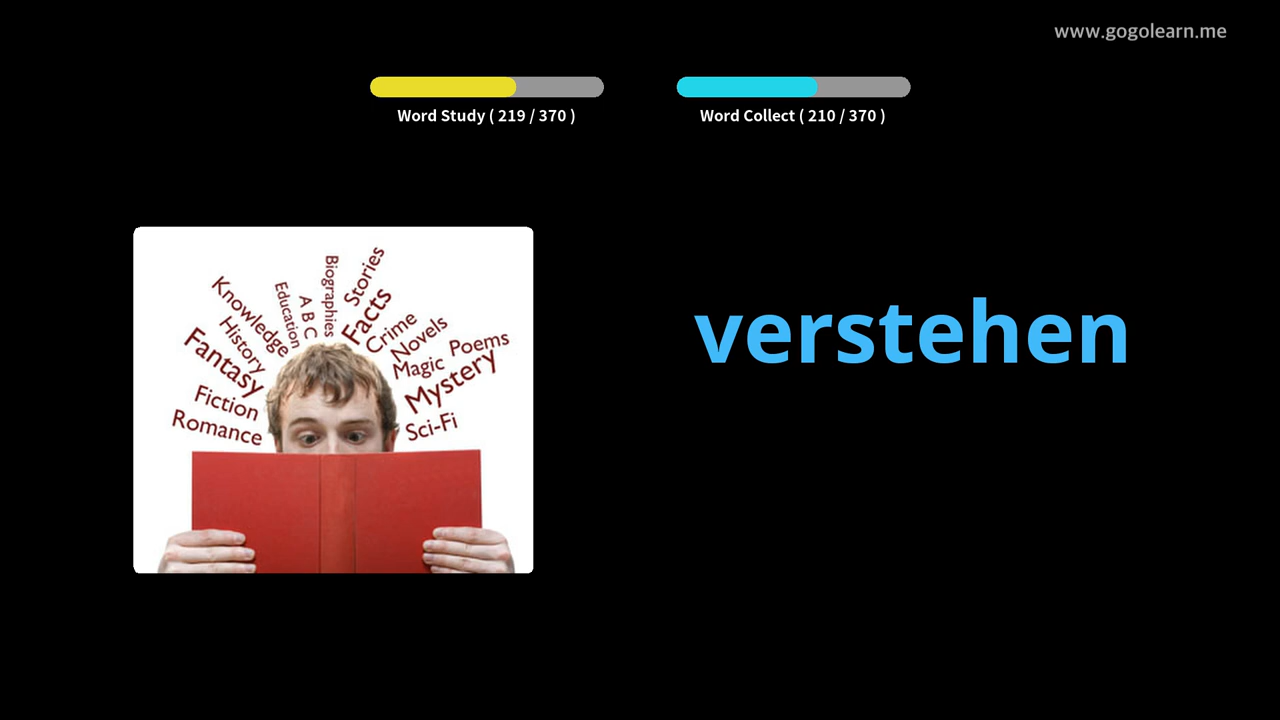 www.gogolearn.me
Word Study ( 219 / 370 )
Word Collect ( 210 / 370 )
verstehen
Stories
Biographies
Facts
A B C
Education
Knowledge
Crime
Novels
History
Poems
Fantasy
Magic
Mystery
Fiction
Romance
Sci-Fi